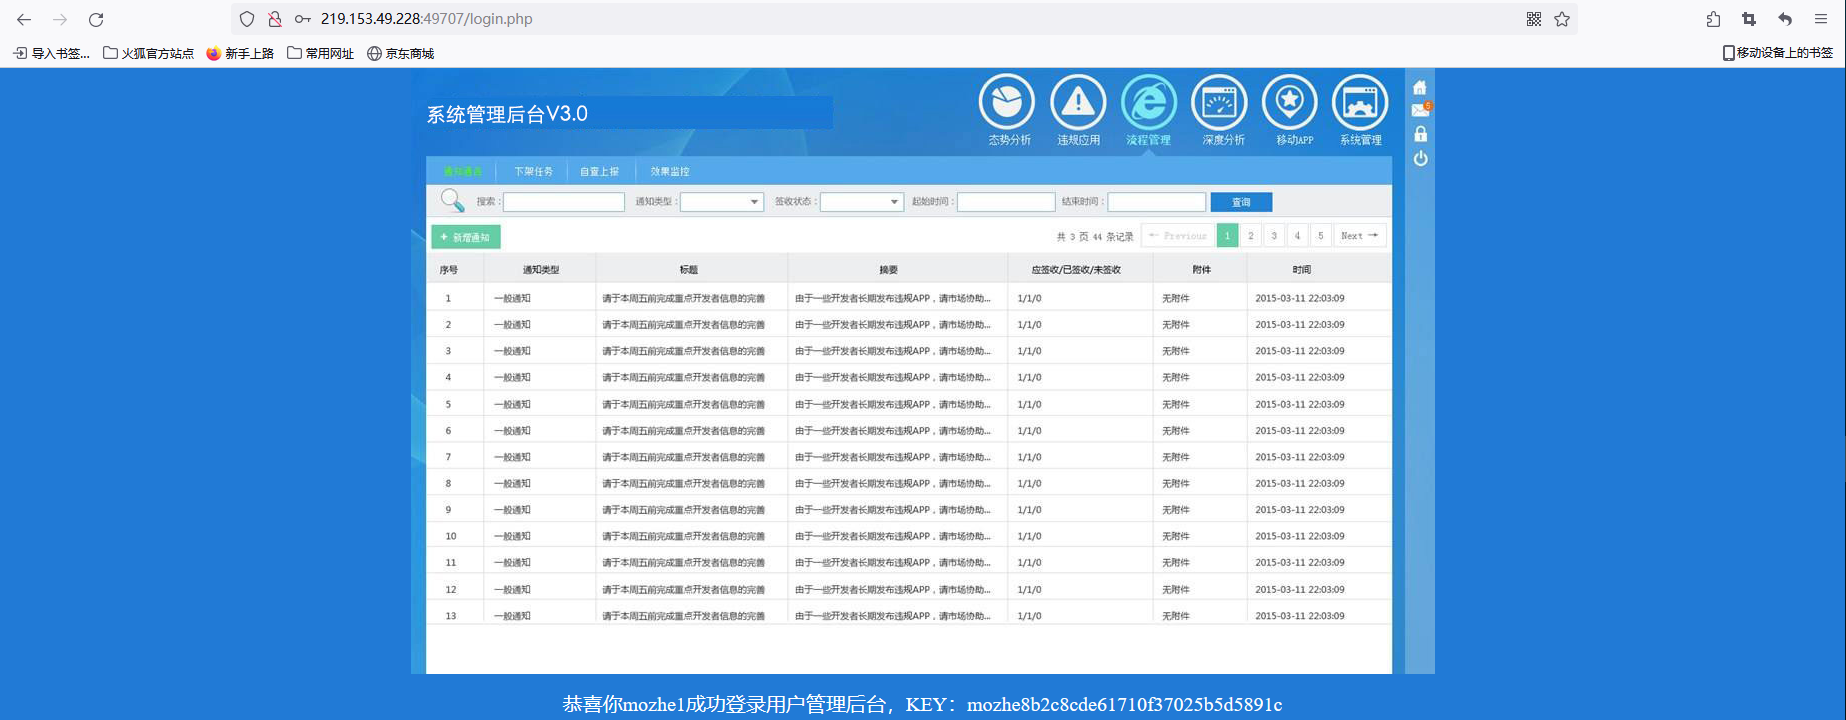 219.153.49.228:49707/login.php
导入书签... 火狐官方站点 新手上路 常用网址 京东商城 移动设备上的书签
系统管理后台V3.0
态势分析 违规应用 流程管理 深度分析 移动APP 系统管理
6
通知通告 下架任务 自查上报 效果监控
搜索： 通知类型： 签收状态： 起始时间： 结束时间： 查询
+ 新增通知 共 3 页 44 条记录 ← Previous 1 2 3 4 5 Next →
序号 通知类型 标题 摘要 应签收/已签收/未签收 附件 时间
1 一般通知 请于本周五前完成重点开发者信息的完善 由于一些开发者长期发布违规APP，请市场协助... 1/1/0 无附件 2015-03-11 22:03:09
2 一般通知 请于本周五前完成重点开发者信息的完善 由于一些开发者长期发布违规APP，请市场协助... 1/1/0 无附件 2015-03-11 22:03:09
3 一般通知 请于本周五前完成重点开发者信息的完善 由于一些开发者长期发布违规APP，请市场协助... 1/1/0 无附件 2015-03-11 22:03:09
4 一般通知 请于本周五前完成重点开发者信息的完善 由于一些开发者长期发布违规APP，请市场协助... 1/1/0 无附件 2015-03-11 22:03:09
5 一般通知 请于本周五前完成重点开发者信息的完善 由于一些开发者长期发布违规APP，请市场协助... 1/1/0 无附件 2015-03-11 22:03:09
6 一般通知 请于本周五前完成重点开发者信息的完善 由于一些开发者长期发布违规APP，请市场协助... 1/1/0 无附件 2015-03-11 22:03:09
7 一般通知 请于本周五前完成重点开发者信息的完善 由于一些开发者长期发布违规APP，请市场协助... 1/1/0 无附件 2015-03-11 22:03:09
8 一般通知 请于本周五前完成重点开发者信息的完善 由于一些开发者长期发布违规APP，请市场协助... 1/1/0 无附件 2015-03-11 22:03:09
9 一般通知 请于本周五前完成重点开发者信息的完善 由于一些开发者长期发布违规APP，请市场协助... 1/1/0 无附件 2015-03-11 22:03:09
10 一般通知 请于本周五前完成重点开发者信息的完善 由于一些开发者长期发布违规APP，请市场协助... 1/1/0 无附件 2015-03-11 22:03:09
11 一般通知 请于本周五前完成重点开发者信息的完善 由于一些开发者长期发布违规APP，请市场协助... 1/1/0 无附件 2015-03-11 22:03:09
12 一般通知 请于本周五前完成重点开发者信息的完善 由于一些开发者长期发布违规APP，请市场协助... 1/1/0 无附件 2015-03-11 22:03:09
13 一般通知 请于本周五前完成重点开发者信息的完善 由于一些开发者长期发布违规APP，请市场协助... 1/1/0 无附件 2015-03-11 22:03:09
恭喜你mozhe1成功登录用户管理后台，KEY：mozhe8b2c8cde61710f37025b5d5891c